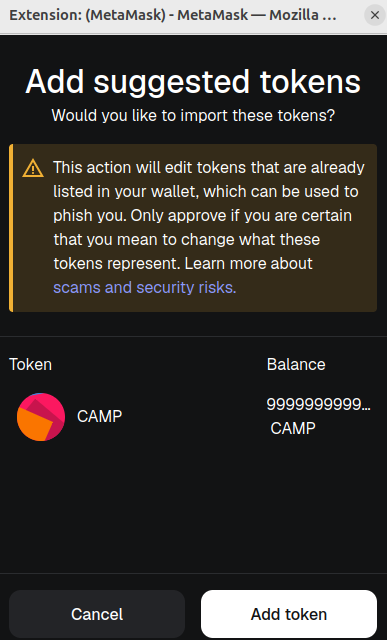 Extension: (MetaMask) - MetaMask — Mozilla ...
Add suggested tokens
Would you like to import these tokens?
This action will edit tokens that are already
listed in your wallet, which can be used to
phish you. Only approve if you are certain
that you mean to change what these
tokens represent. Learn more about
scams and security risks.
Token Balance
CAMP 9999999999...
CAMP
Cancel Add token